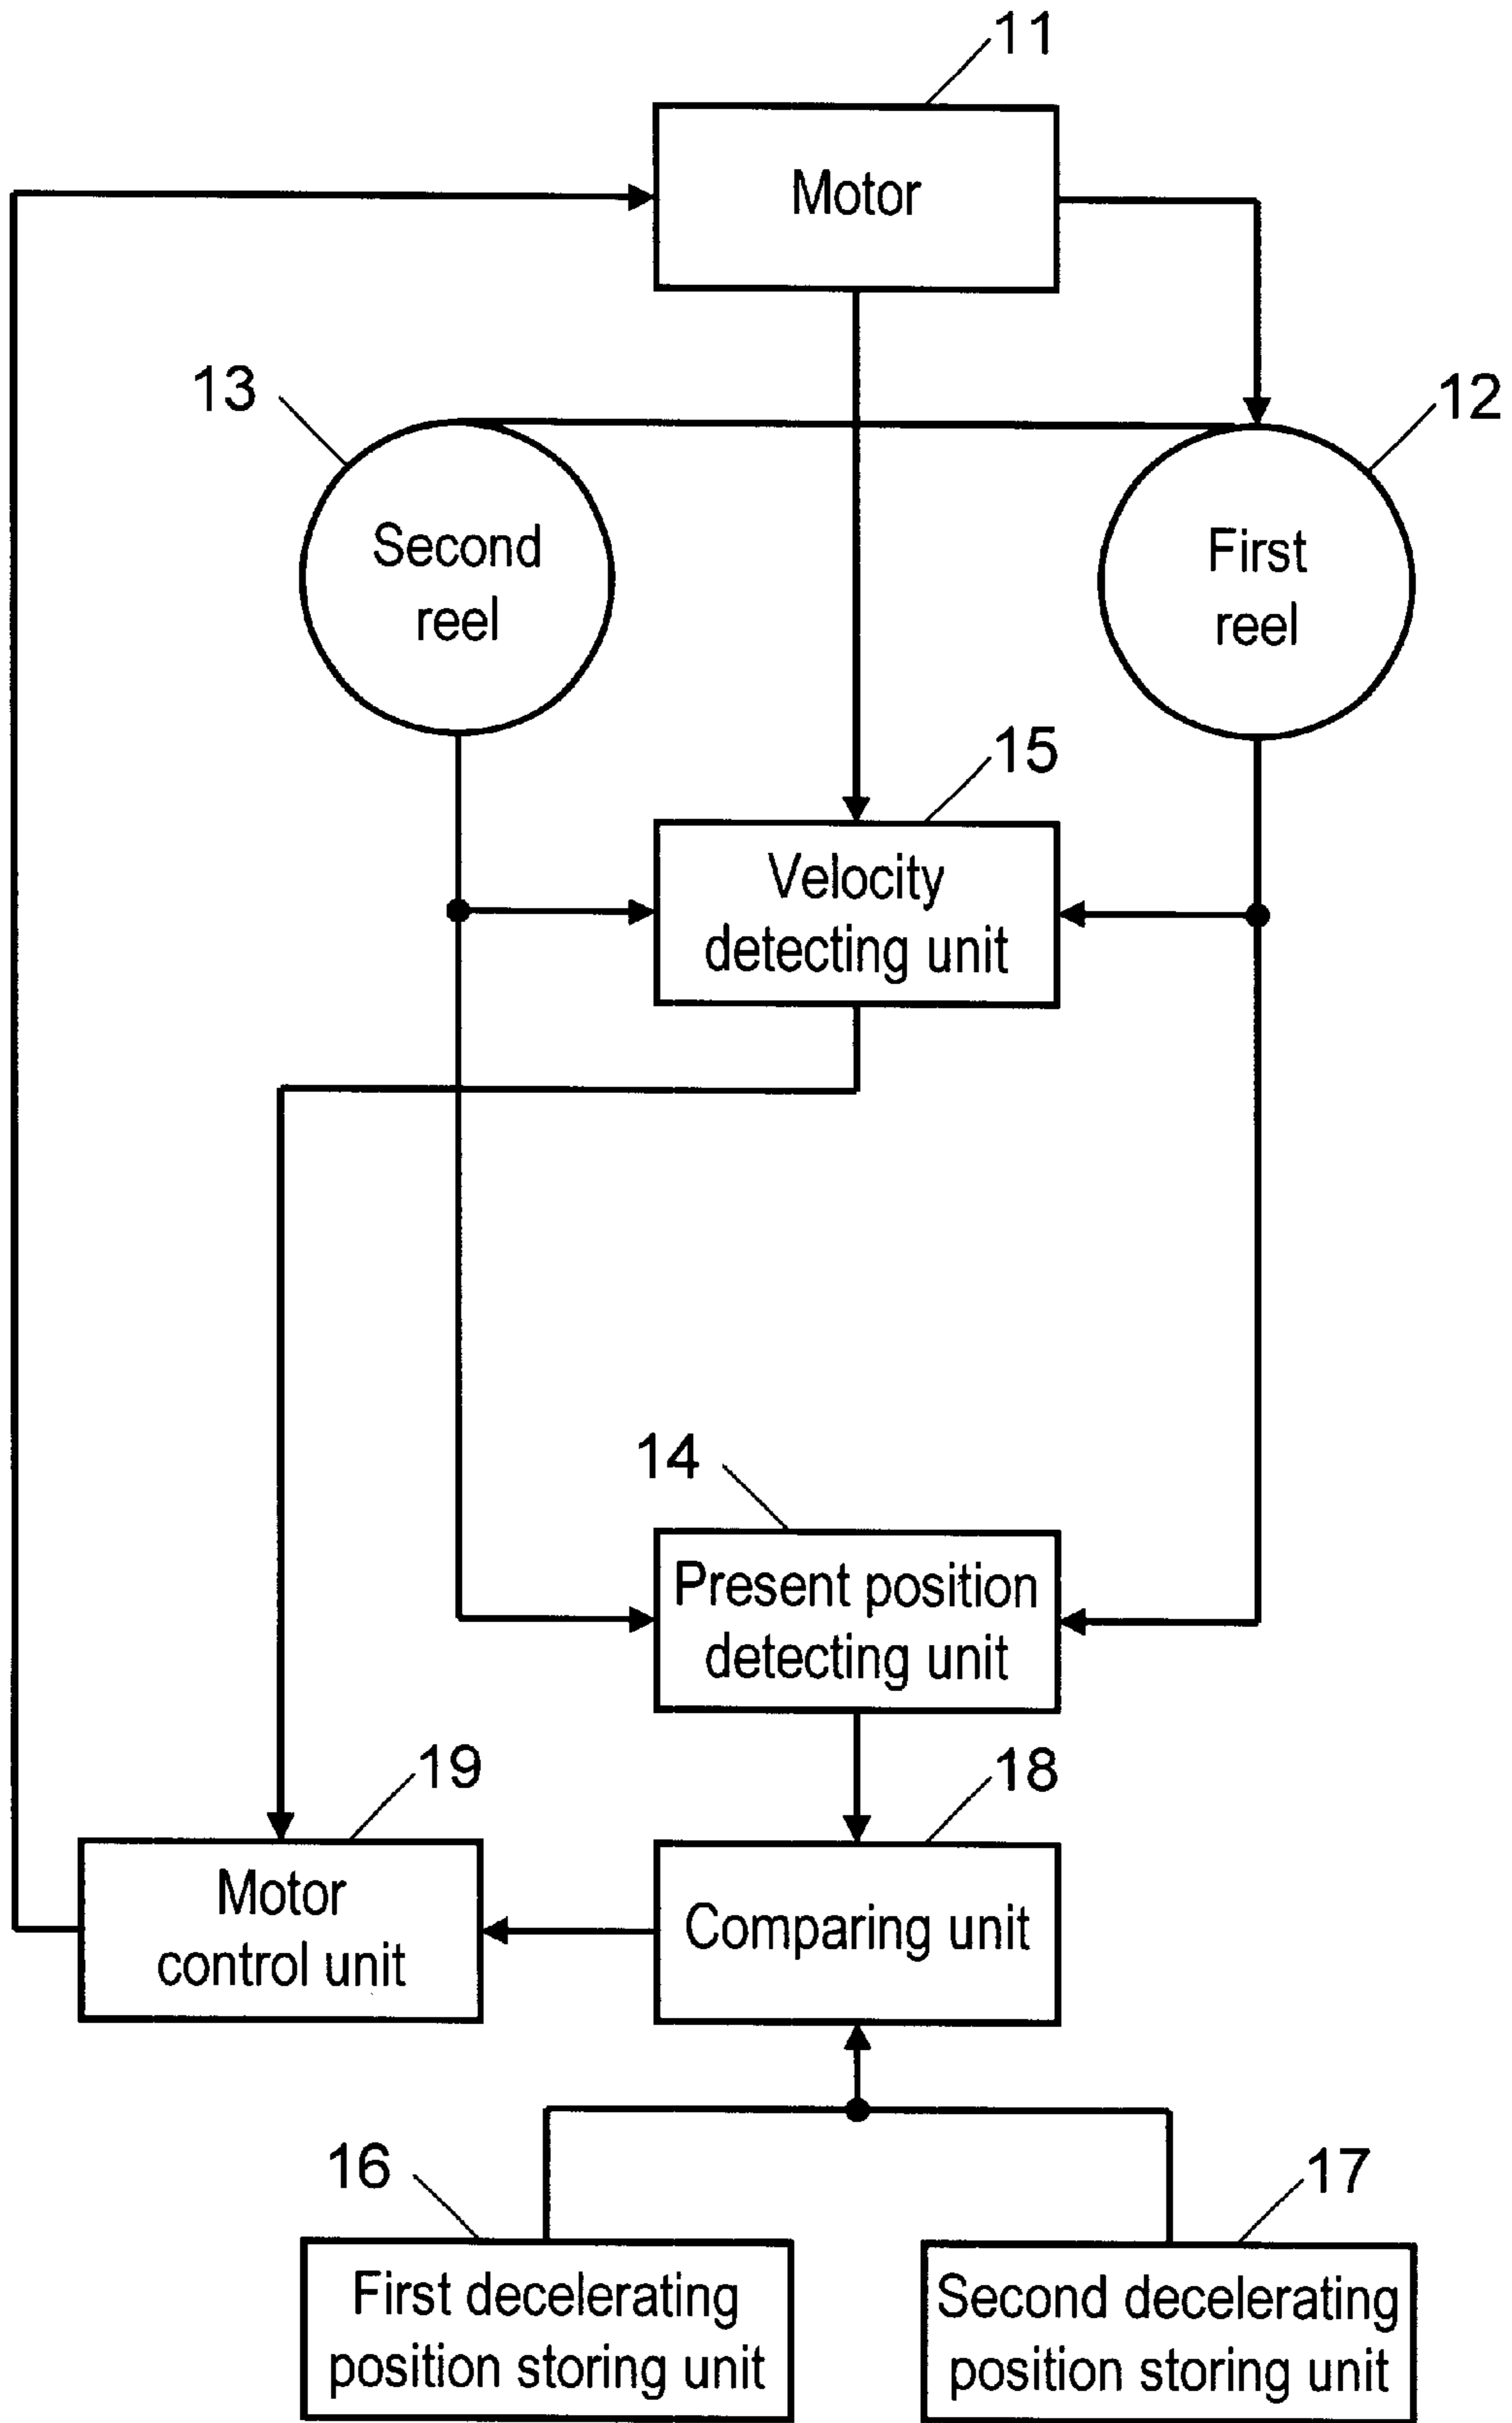 11
Motor
13
12
Second
reel
First
reel
15
Velocity
detecting unit
14
Present position
detecting unit
19
18
Motor
control unit
Comparing unit
16
17
First decelerating
position storing unit
Second decelerating
position storing unit